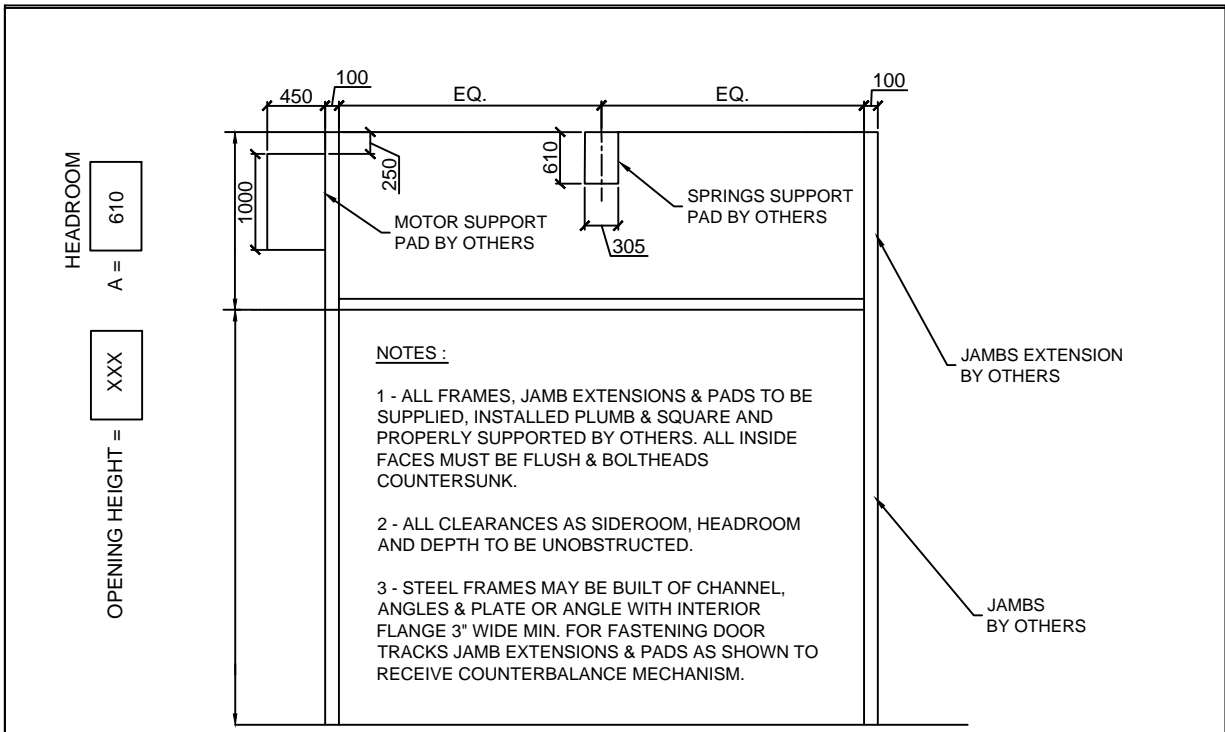 100
450
EQ.
EQ.
100
HEADROOM
A = 610
1000
250
610
305
MOTOR SUPPORT
PAD BY OTHERS
SPRINGS SUPPORT
PAD BY OTHERS
OPENING HEIGHT = XXX
JAMBS EXTENSION
BY OTHERS
NOTES :
1 - ALL FRAMES, JAMB EXTENSIONS & PADS TO BE
SUPPLIED, INSTALLED PLUMB & SQUARE AND
PROPERLY SUPPORTED BY OTHERS. ALL INSIDE
FACES MUST BE FLUSH & BOLTHEADS
COUNTERSUNK.
2 - ALL CLEARANCES AS SIDEROOM, HEADROOM
AND DEPTH TO BE UNOBSTRUCTED.
3 - STEEL FRAMES MAY BE BUILT OF CHANNEL,
ANGLES & PLATE OR ANGLE WITH INTERIOR
FLANGE 3" WIDE MIN. FOR FASTENING DOOR
TRACKS JAMB EXTENSIONS & PADS AS SHOWN TO
RECEIVE COUNTERBALANCE MECHANISM.
JAMBS
BY OTHERS